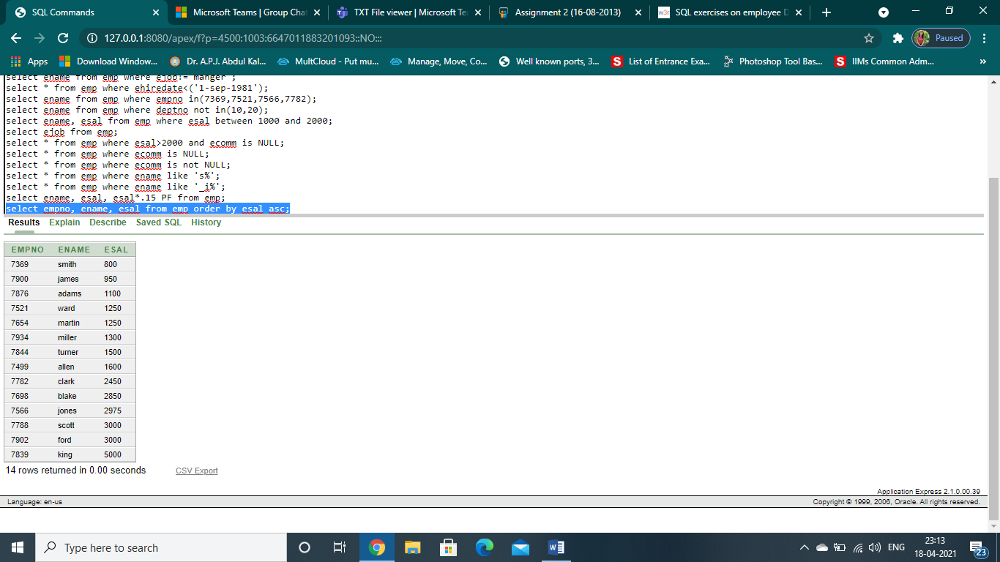 SQL Commands
Microsoft Teams | Group Cha
TXT File viewer | Microsoft Te
Assignment 2 (16-08-2013)
w3r SQL exercises on employee D
127.0.0.1:8080/apex/f?p=4500:1003:6647011883201093::NO:::
Paused
Apps
Download Window...
Dr. A.P.J. Abdul Kal...
MultCloud - Put mu...
Manage, Move, Co...
Well known ports, 3...
S List of Entrance Exa...
Photoshop Tool Bas...
S IIMs Common Adm...
»
select ename from emp where ejob!='manger';
select * from emp where ehiredate<('1-sep-1981');
select ename from emp where empno in(7369,7521,7566,7782);
select ename from emp where deptno not in(10,20);
select ename, esal from emp where esal between 1000 and 2000;
select ejob from emp;
select * from emp where esal>2000 and ecomm is NULL;
select * from emp where ecomm is NULL;
select * from emp where ecomm is not NULL;
select * from emp where ename like 's%';
select * from emp where ename like '_i%';
select ename, esal, esal*.15 PF from emp;
select empno, ename, esal from emp order by esal asc;
Results Explain Describe Saved SQL History
EMPNO ENAME ESAL
7369 smith 800
7900 james 950
7876 adams 1100
7521 ward 1250
7654 martin 1250
7934 miller 1300
7844 turner 1500
7499 allen 1600
7782 clark 2450
7698 blake 2850
7566 jones 2975
7788 scott 3000
7902 ford 3000
7839 king 5000
14 rows returned in 0.00 seconds CSV Export
Application Express 2.1.0.00.39
Language: en-us Copyright © 1999, 2006, Oracle. All rights reserved.
Type here to search
ENG
23:13
18-04-2021
23